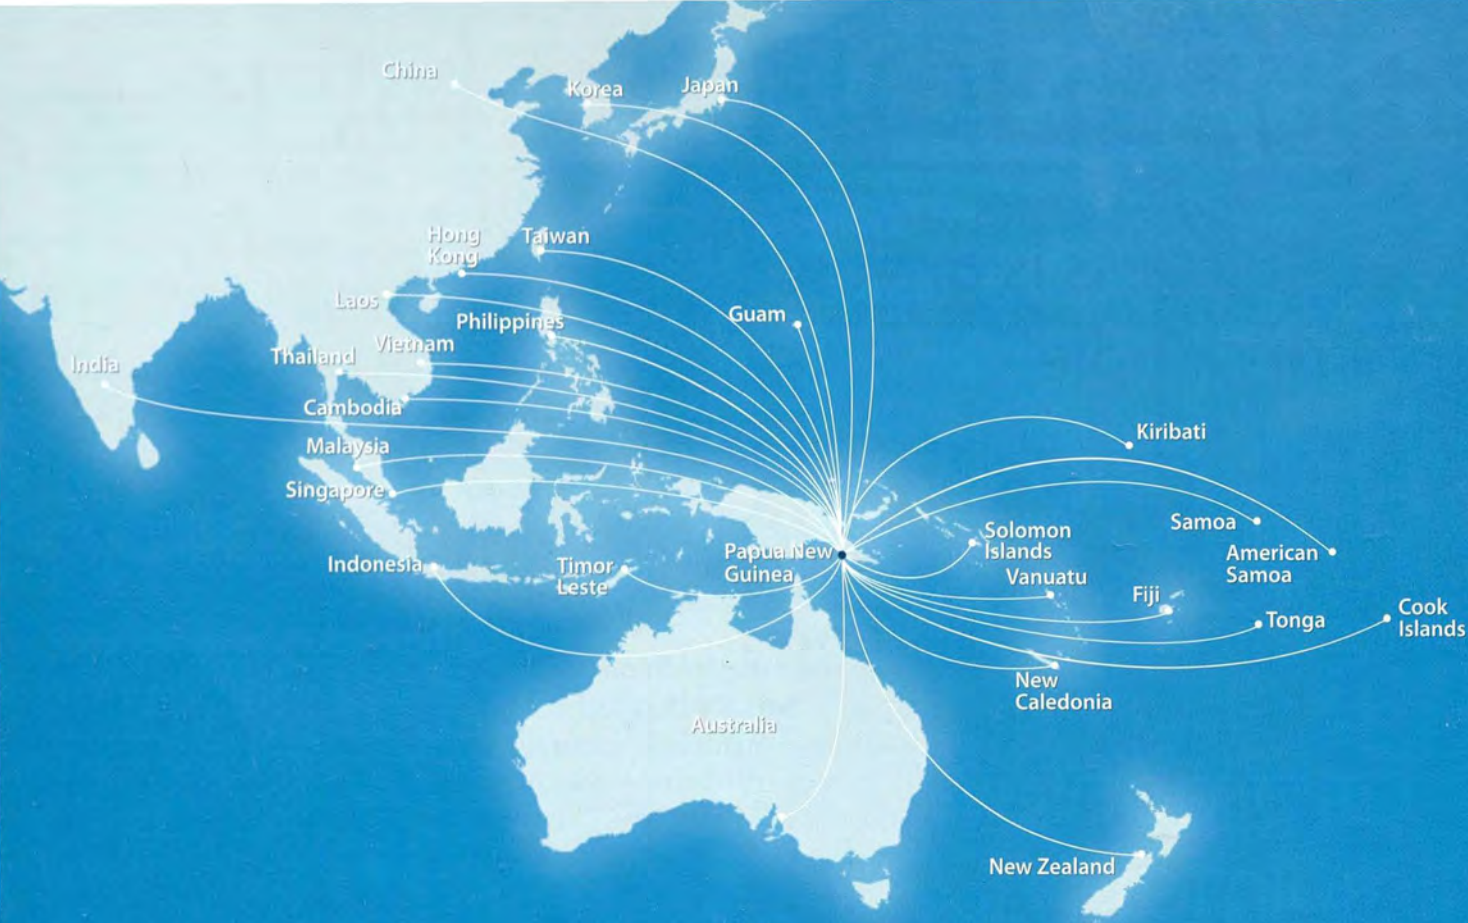 China
Korea
Japan
Hong
Kong
Taiwan
Laos
Guam
Philippines
Vietnam
Thailand
India
Cambodia
Malaysia
Singapore
Kiribati
Samoa
American
Samoa
Solomon
Islands
Papua New
Guinea
Indonesia
Timor
Leste
Vanuatu
Fiji
Tonga
Cook
Islands
New
Caledonia
Australia
New Zealand